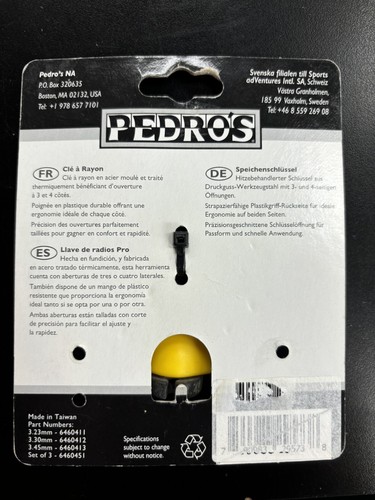 Pedro's NA
P.O. Box 320635
Boston, MA 02132, USA
Tel: +1 978 657 7101
Svenska filialen till Sports
adVentures Intl. SA, Schweiz
Västra Granholmen,
185 99 Vaxholm, Sweden
Tel: +46 8 559 269 08
PEDRO'S
FR Clé à Rayon
Clé à rayon en acier moulé et traité
thermiquement bénéficiant d'ouverture
à 3 et 4 côtés.
Poignée en plastique durable offrant une
ergonomie idéale de chaque côté.
Précision des ouvertures parfaitement
taillées pour gagner en confort et rapidité.
ES Llave de radios Pro
Hecha en fundición, y fabricada
en acero tratado térmicamente, esta herramienta
cuenta con aberturas de tres o cuatro laterales.
También dispone de un mango de plástico
resistente que proporciona la ergonomía
ideal tanto si se opta por una o por otra.
Ambas aberturas están talladas con corte
de precisión para facilitar el ajuste y
la rapidez.
DE Speichenschlüssel
Hitzebehandelter Schlüssel aus
Druckguss-Werkzeugstahl mit 3- und 4-seitigen
Öffnungen.
Strapazierfähige Plastikgriff-Rückseite für ideale
Ergonomie auf beiden Seiten.
Präzisionsgeschnittene Schlüsselöffnung für
Passform und schnelle Anwendung.
Made in Taiwan
Part Numbers:
3.23mm - 6460411
3.30mm - 6460412
3.45mm - 6460413
Set of 3 - 6460451
Specifications
subject to change
without notice.